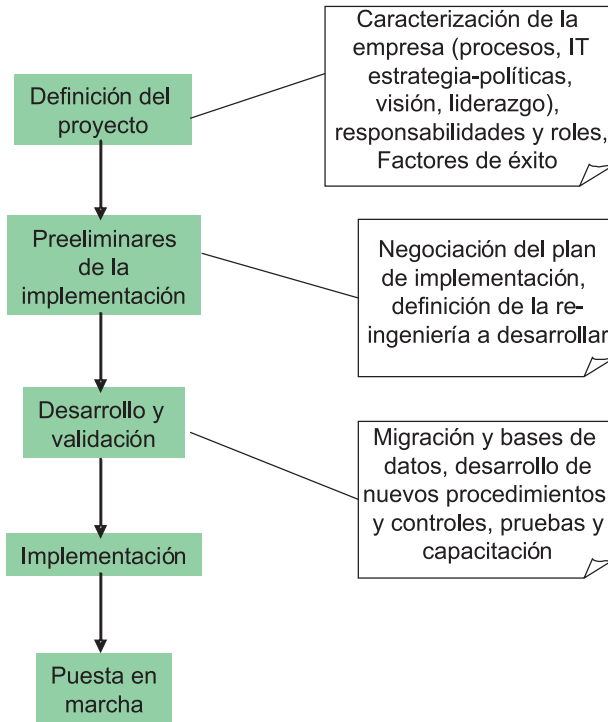 Definición del
proyecto
Caracterización de la
empresa (procesos, IT
estrategia-políticas,
visión, liderazgo),
responsabilidades y roles,
Factores de éxito
Preeliminares
de la
implementación
Negociación del plan
de implementación,
definición de la re-
ingeniería a desarrollar
Desarrollo y
validación
Migración y bases de
datos, desarrollo de
nuevos procedimientos
y controles, pruebas y
capacitación
Implementación
Puesta en
marcha